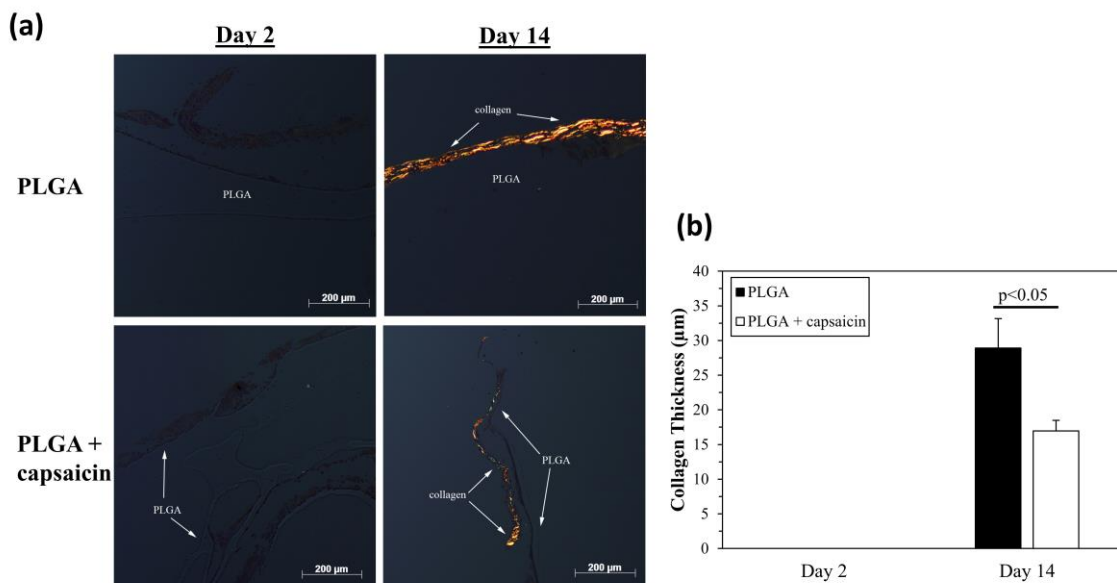 (a)
Day 2
Day 14
PLGA
PLGA
200 µm
collagen
PLGA
200 µm
PLGA +
capsaicin
PLGA
200 µm
PLGA
collagen
200 µm
(b)
Collagen Thickness (µm)
40
35
30
25
20
15
10
5
0
PLGA
PLGA + capsaicin
p<0.05
Day 2
Day 14